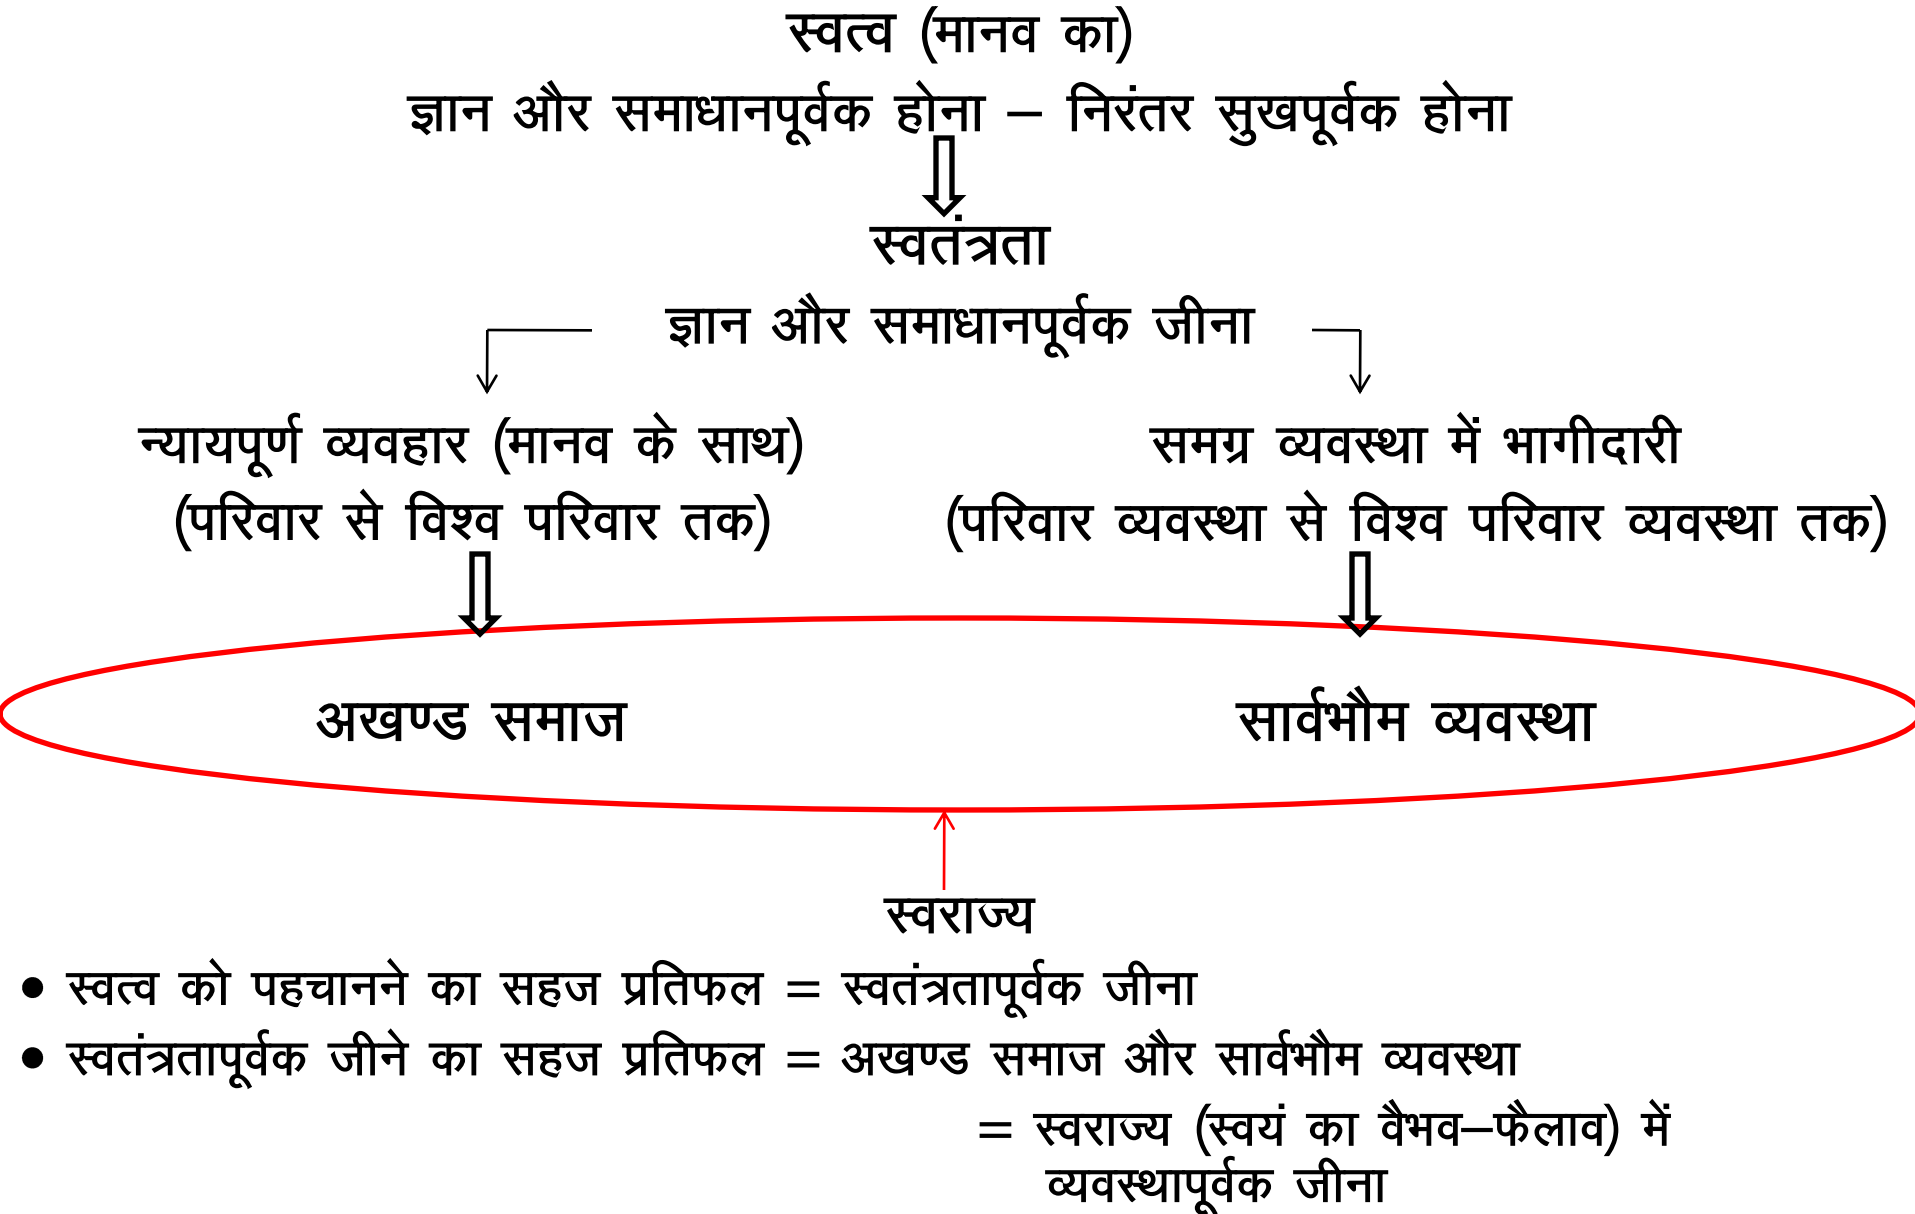 स्वत्व (मानव का)
ज्ञान और समाधानपूर्वक होना – निरंतर सुखपूर्वक होना
स्वतंत्रता
ज्ञान और समाधानपूर्वक जीना
न्यायपूर्ण व्यवहार (मानव के साथ)
(परिवार से विश्व परिवार तक)
समग्र व्यवस्था में भागीदारी
(परिवार व्यवस्था से विश्व परिवार व्यवस्था तक)
अखण्ड समाज
सार्वभौम व्यवस्था
स्वराज्य
• स्वत्व को पहचानने का सहज प्रतिफल = स्वतंत्रतापूर्वक जीना
• स्वतंत्रतापूर्वक जीने का सहज प्रतिफल = अखण्ड समाज और सार्वभौम व्यवस्था
= स्वराज्य (स्वयं का वैभव–फैलाव) में
व्यवस्थापूर्वक जीना